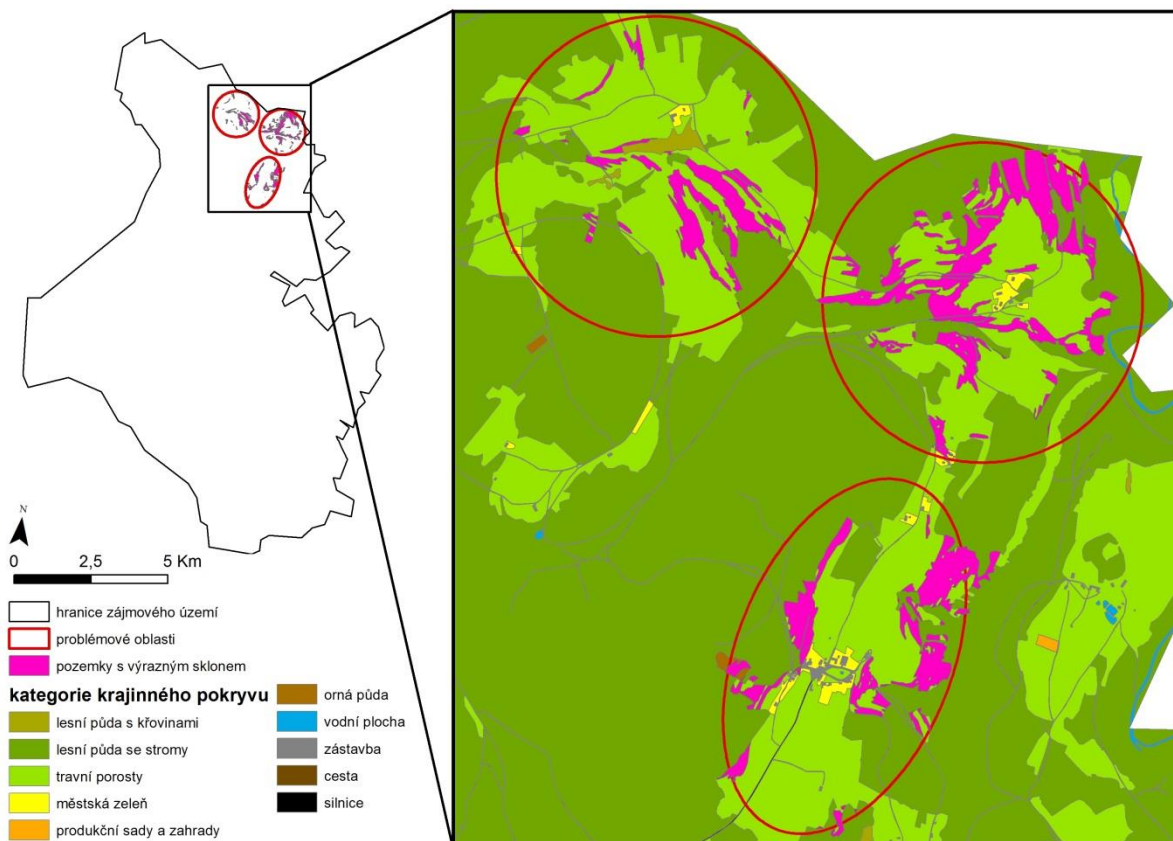 N
0 2,5 5 Km
hranice zájmového území
problémové oblasti
pozemky s výrazným sklonem
kategorie krajinného pokryvu
lesní půda s křovinami
lesní půda se stromy
travní porosty
městská zeleň
produkční sady a zahrady
orná půda
vodní plocha
zástavba
cesta
silnice